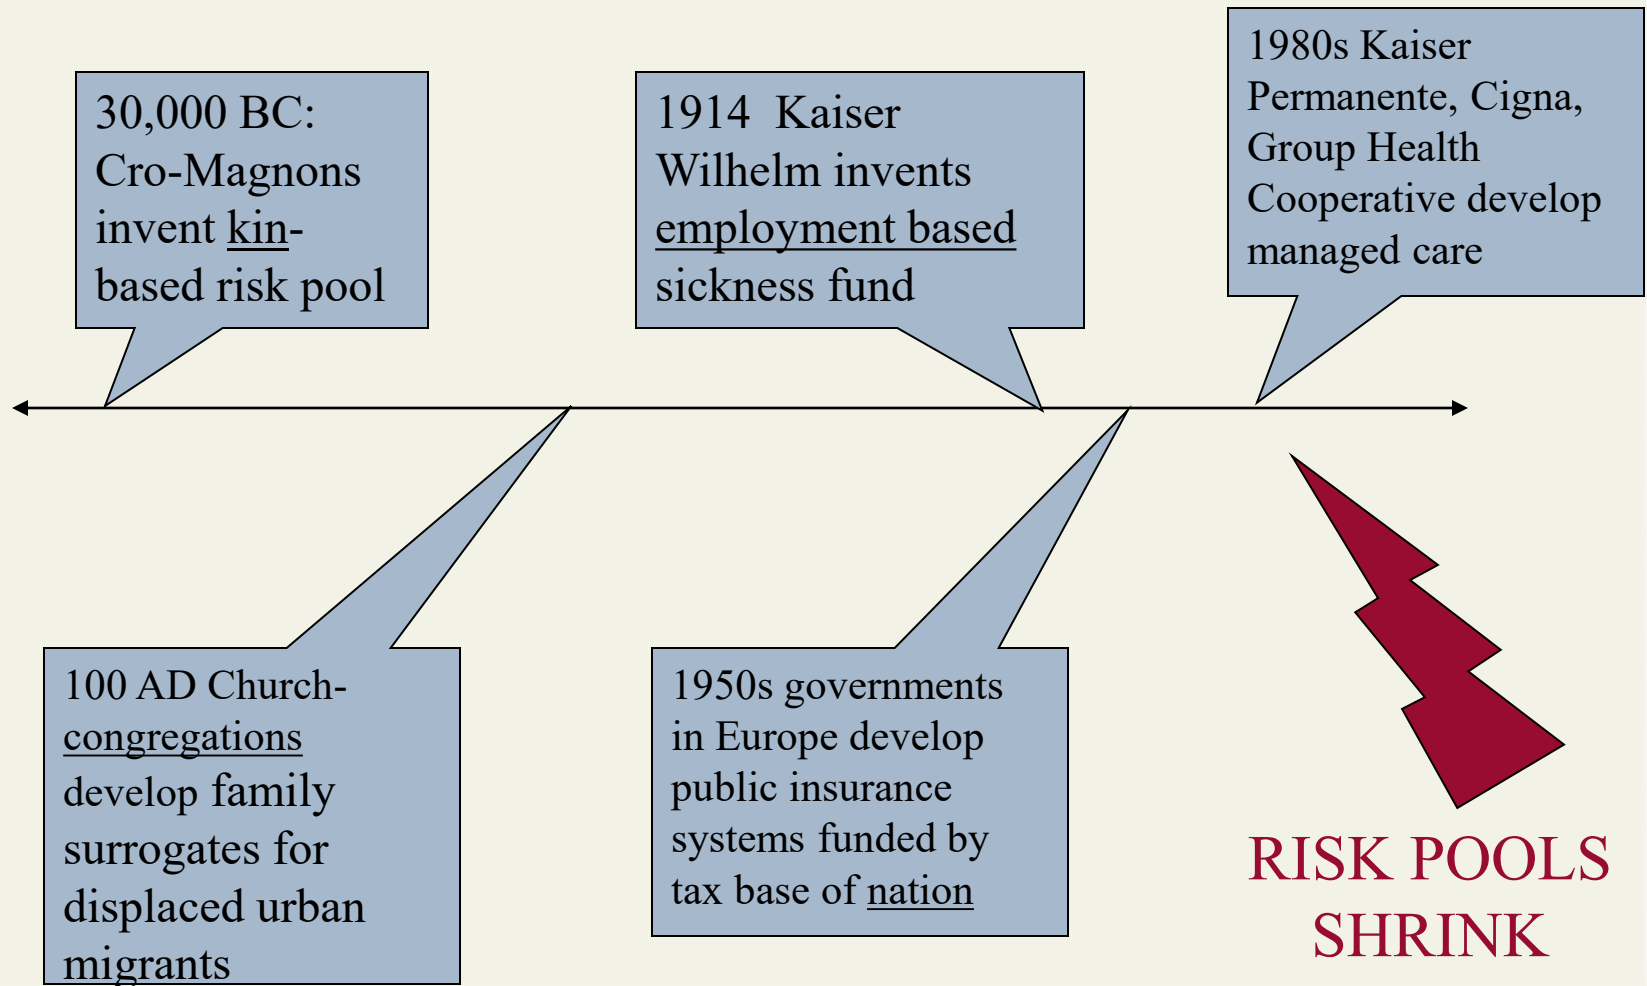 30,000 BC:
Cro-Magnons
invent kin-
based risk pool
1914  Kaiser
Wilhelm invents
employment based
sickness fund
1980s Kaiser
Permanente, Cigna,
Group Health
Cooperative develop
managed care
100 AD Church-
congregations
develop family
surrogates for
displaced urban
migrants
1950s governments
in Europe develop
public insurance
systems funded by
tax base of nation
RISK POOLS
SHRINK